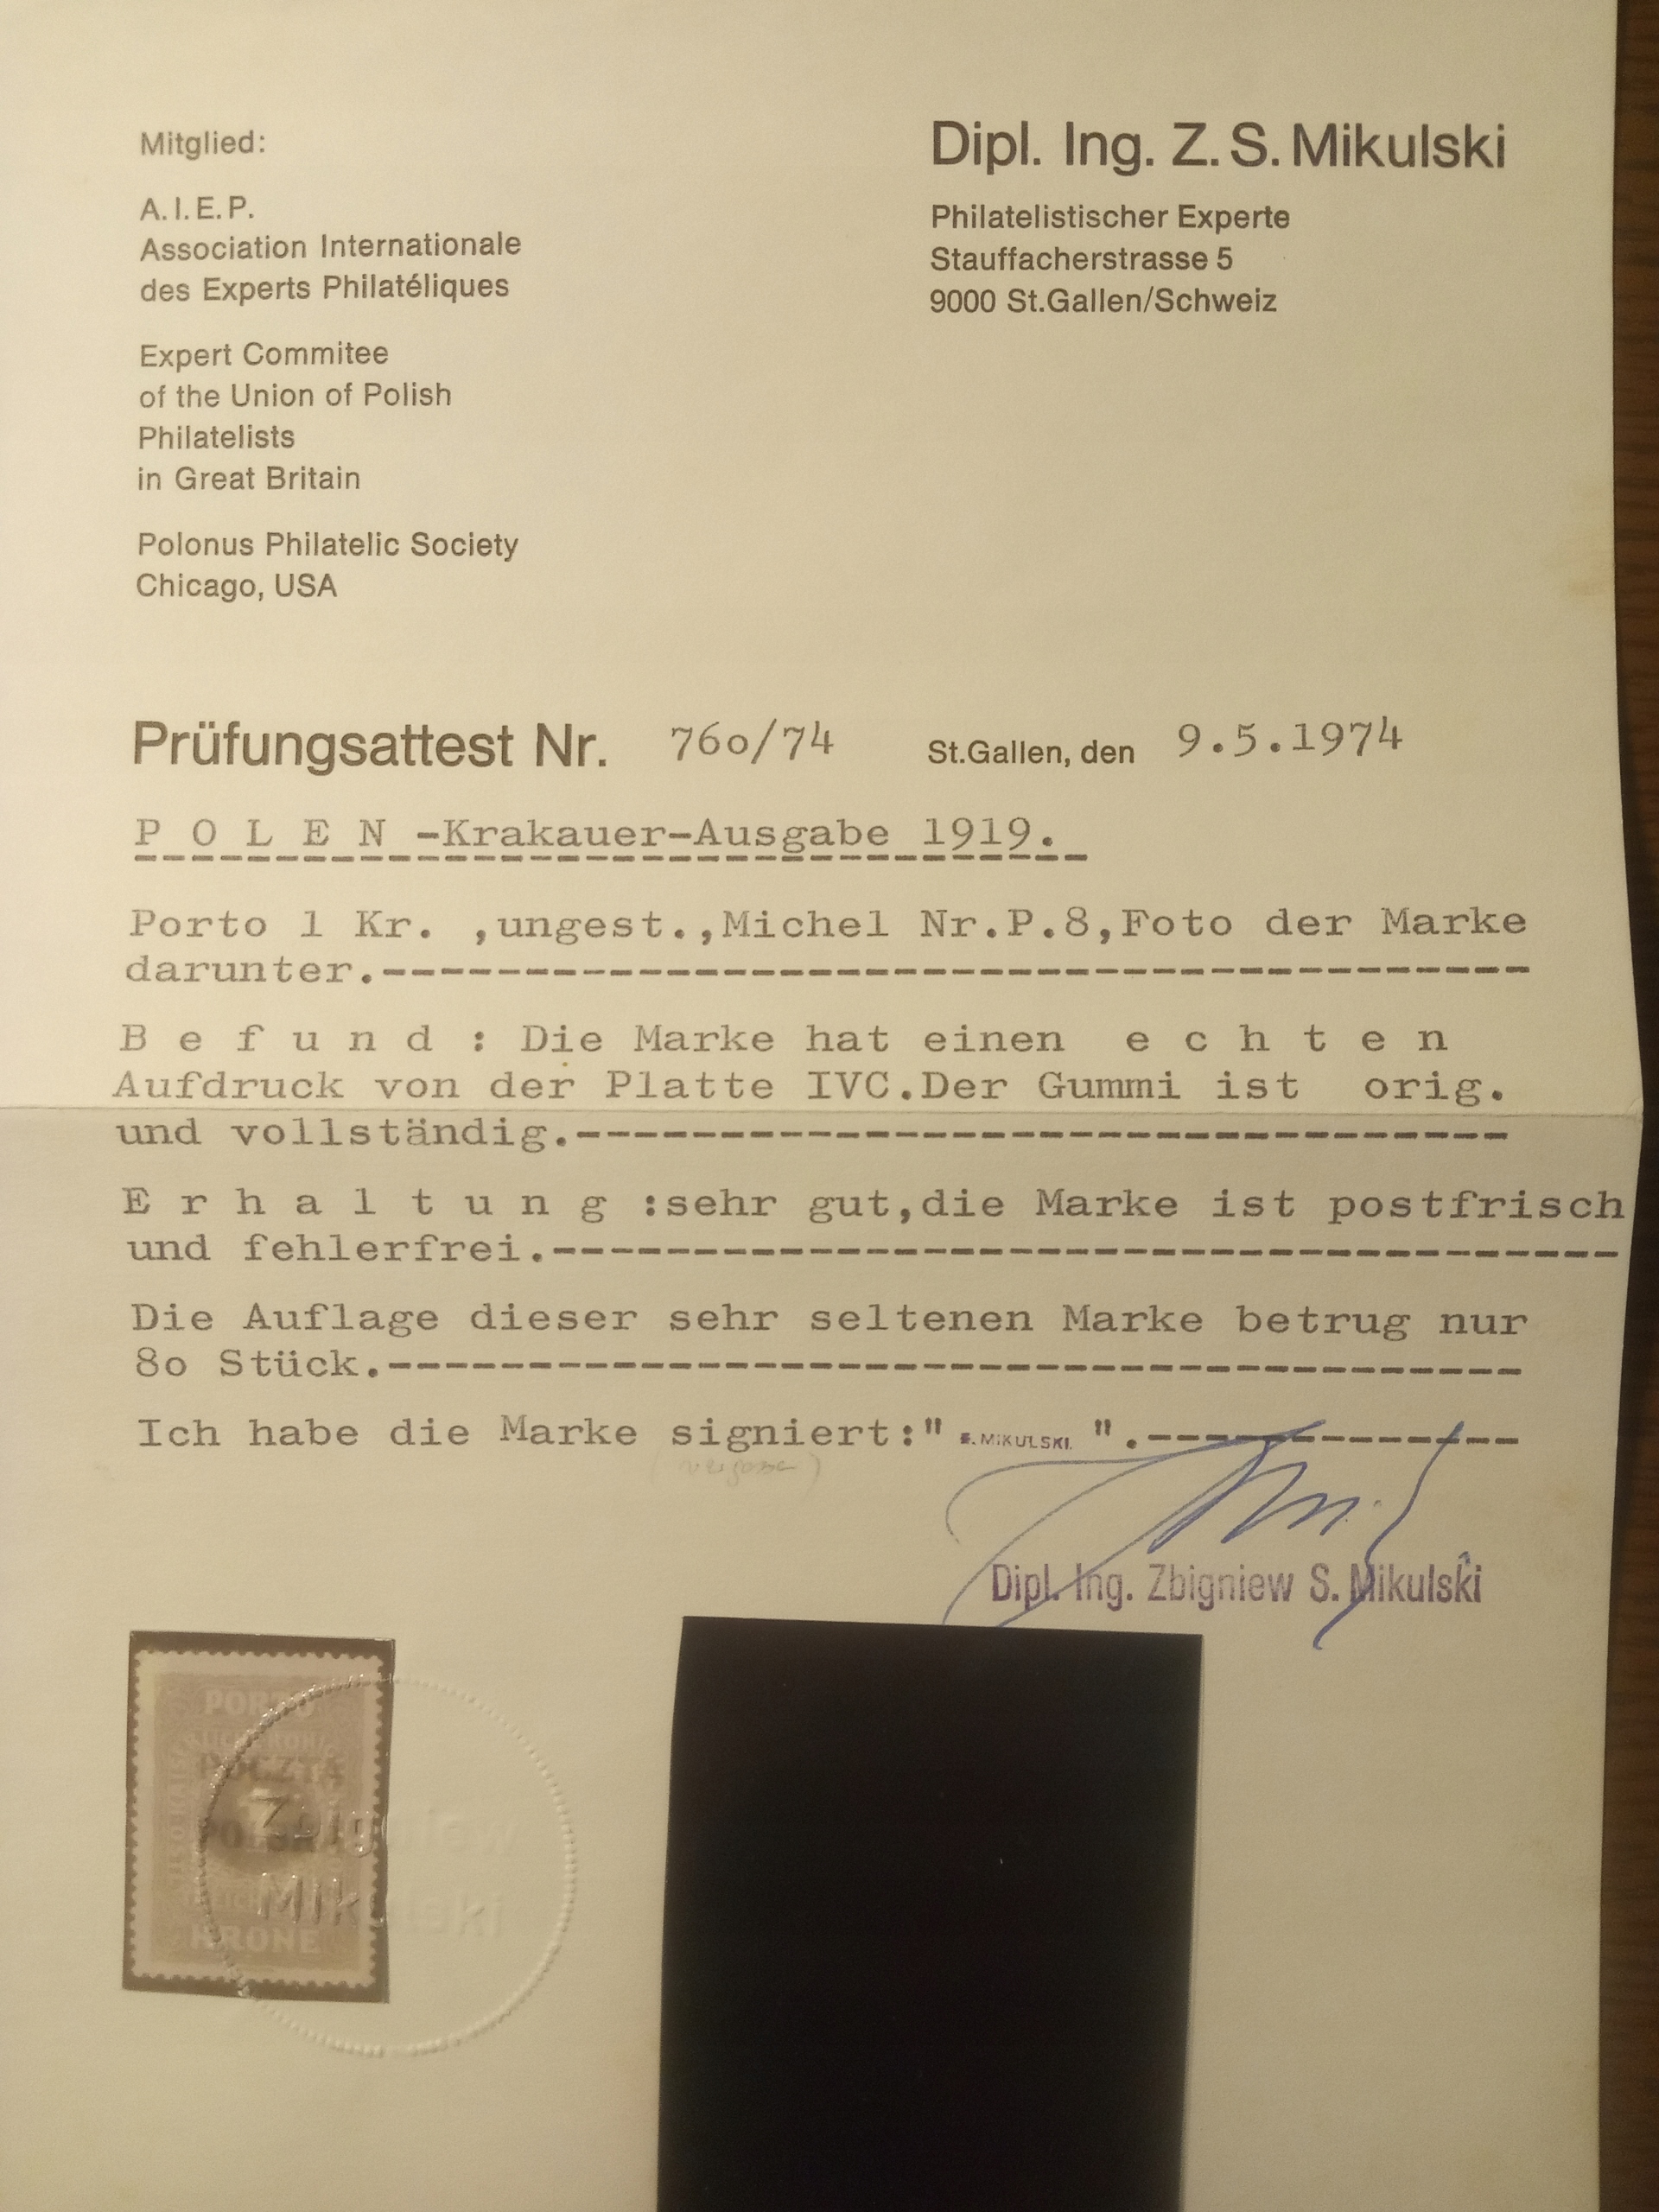 Mitglied:
A.I.E.P.
Association Internationale
des Experts Philatéliques
Expert Commitee
of the Union of Polish
Philatelists
in Great Britain
Polonus Philatelic Society
Chicago, USA
Dipl. Ing. Z. S. Mikulski
Philatelistischer Experte
Stauffacherstrasse 5
9000 St.Gallen/Schweiz
Prüfungsattest Nr. 76o/74 St.Gallen, den 9.5.1974
P O L E N -Krakauer-Ausgabe 1919.
Porto 1 Kr. ,ungest.,Michel Nr.P.8,Foto der Marke
darunter.
B e f u n d : Die Marke hat einen e c h t e n
Aufdruck von der Platte IVC.Der Gummi ist orig.
und vollständig.
E r h a l t u n g :sehr gut,die Marke ist postfrisch
und fehlerfrei.
Die Auflage dieser sehr seltenen Marke betrug nur
8o Stück.
Ich habe die Marke signiert:" MIKULSKI. ".
Dipl. Ing. Zbigniew S. Mikulski
PORTO
POCZTA
KRONE
Zbigniew
Mikulski